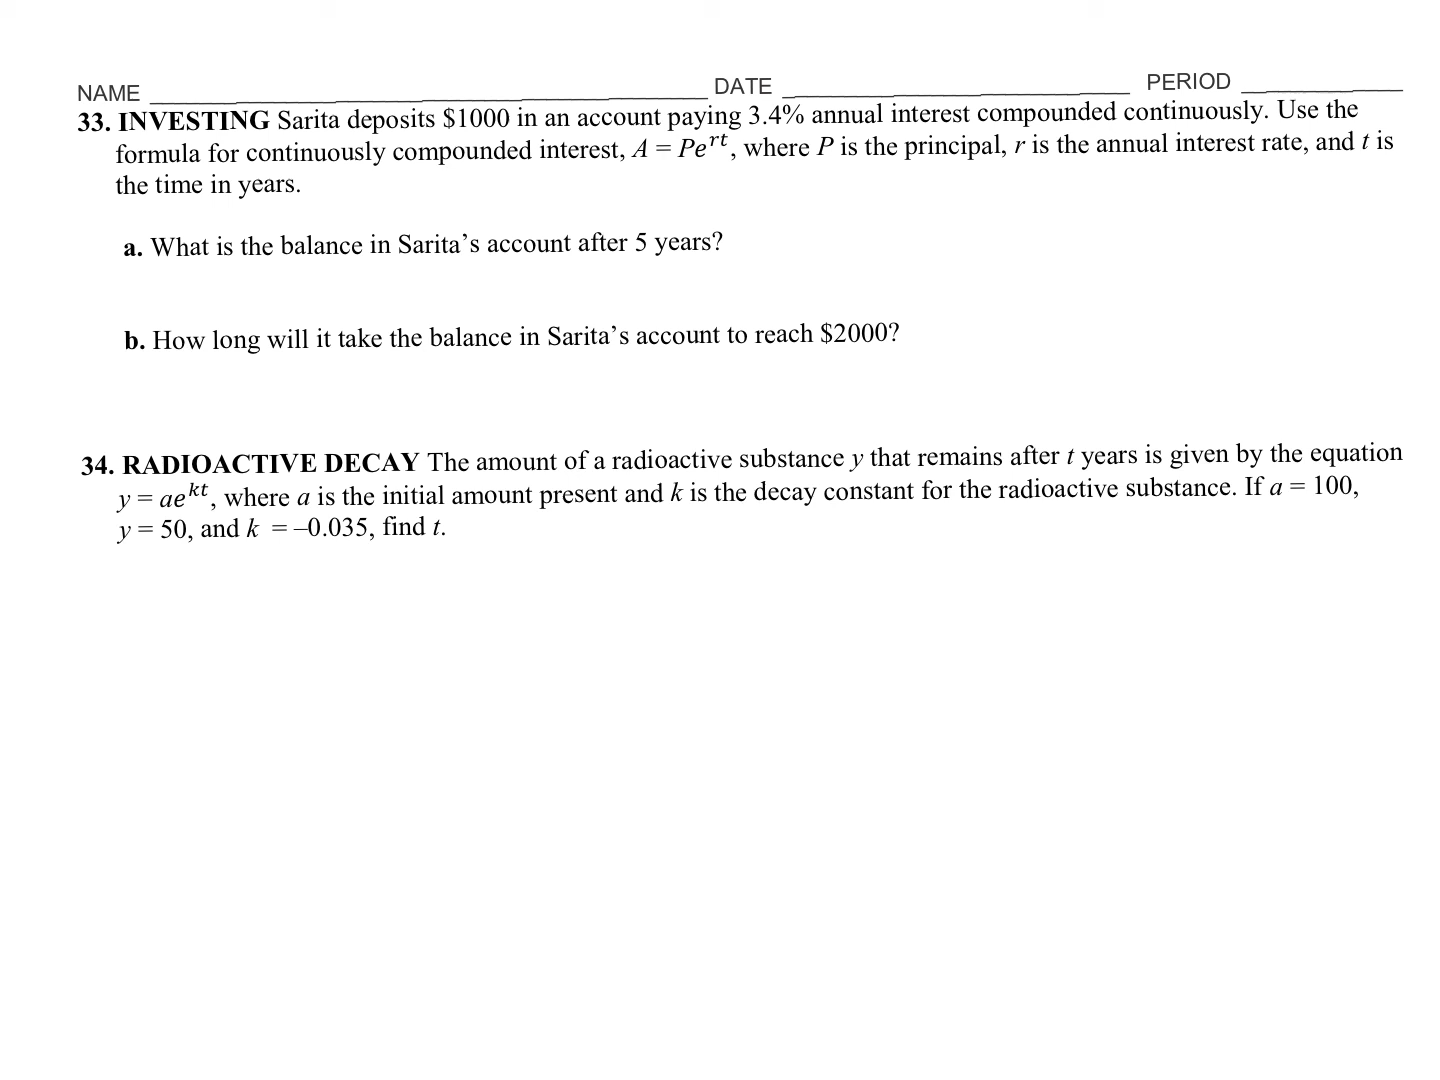 NAME ________ DATE ________ PERIOD ________
33. INVESTING Sarita deposits $1000 in an account paying 3.4% annual interest compounded continuously. Use the
formula for continuously compounded interest, A = Pe^rt, where P is the principal, r is the annual interest rate, and t is
the time in years.
a. What is the balance in Sarita’s account after 5 years?
b. How long will it take the balance in Sarita’s account to reach $2000?
34. RADIOACTIVE DECAY The amount of a radioactive substance y that remains after t years is given by the equation
y = ae^kt, where a is the initial amount present and k is the decay constant for the radioactive substance. If a = 100,
y = 50, and k = –0.035, find t.